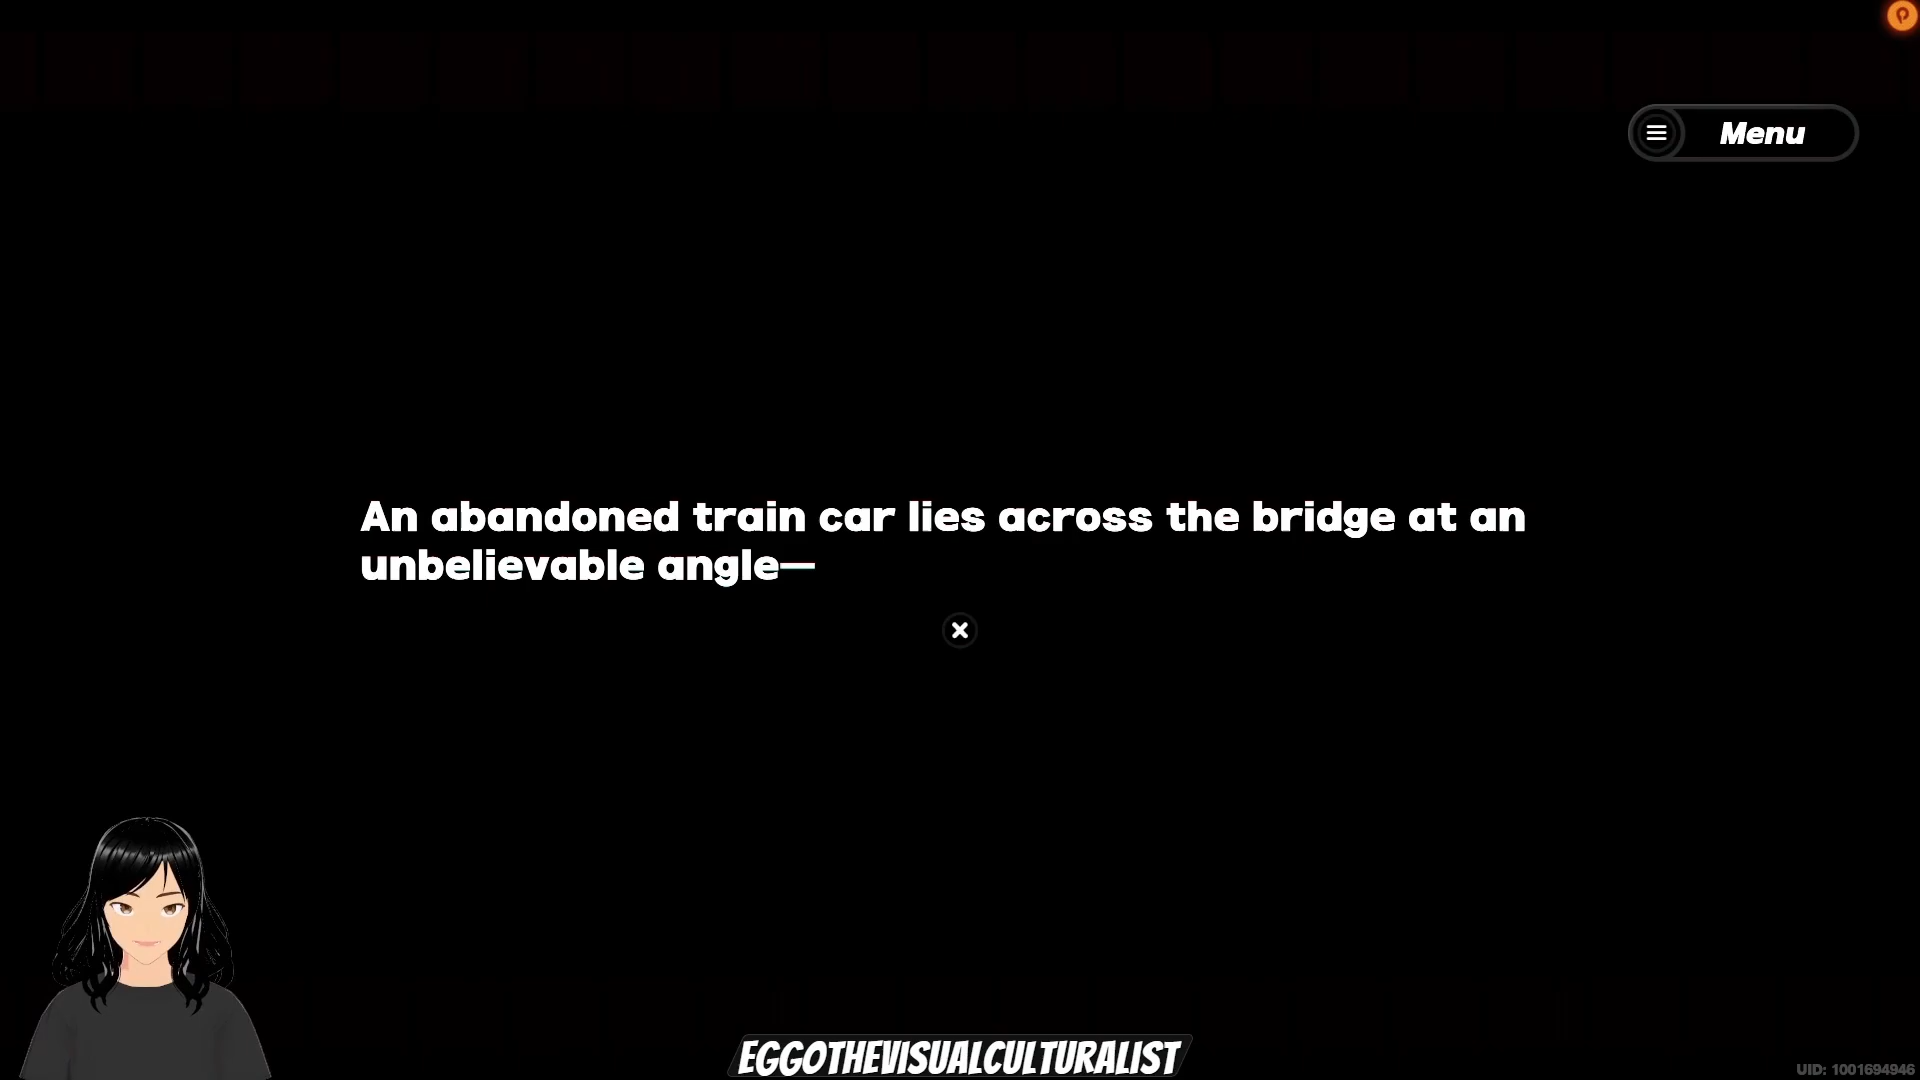 Menu
An abandoned train car lies across the bridge at an
unbelievable angle—
EGGOTHEVISUALCULTURALIST
UID: 1001694946